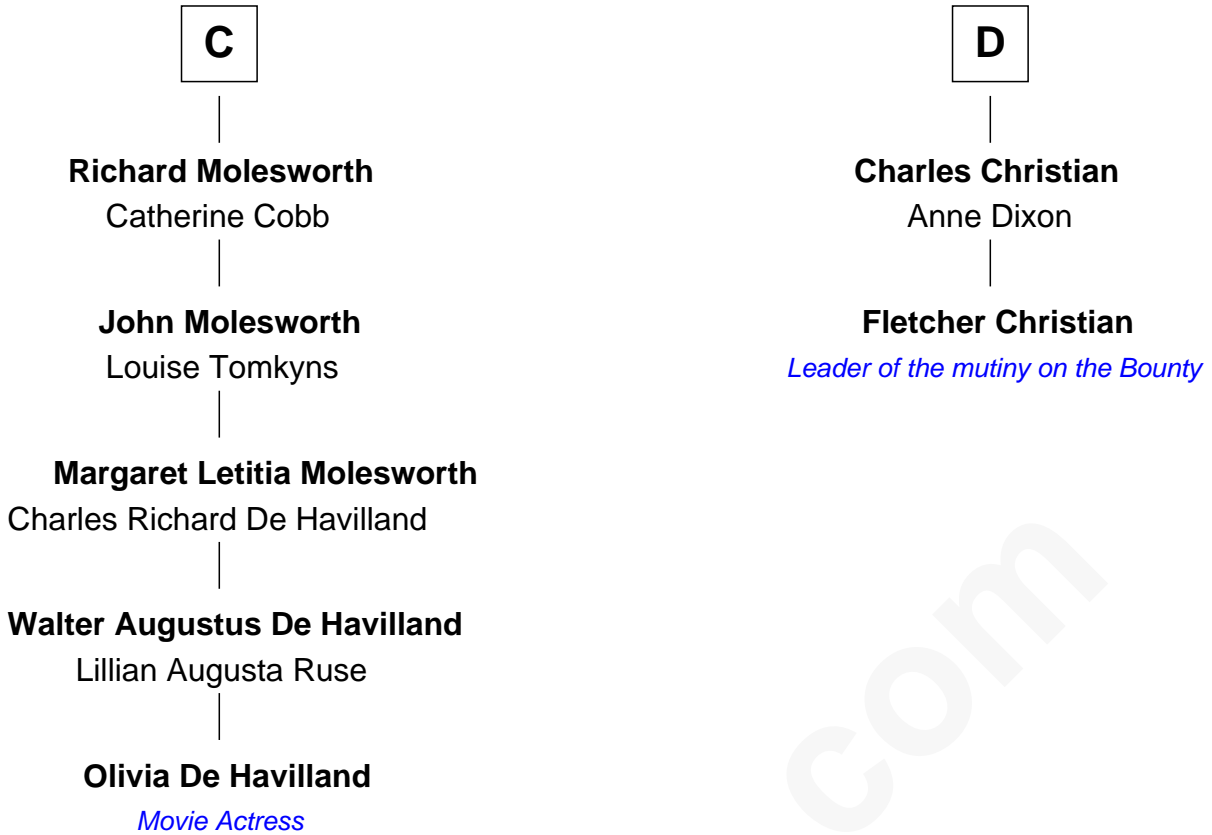 C
Richard Molesworth
Catherine Cobb
John Molesworth
Louise Tomkyns
Margaret Letitia Molesworth
Charles Richard De Havilland
Walter Augustus De Havilland
Lillian Augusta Ruse
Olivia De Havilland
Movie Actress
D
Charles Christian
Anne Dixon
Fletcher Christian
Leader of the mutiny on the Bounty
com